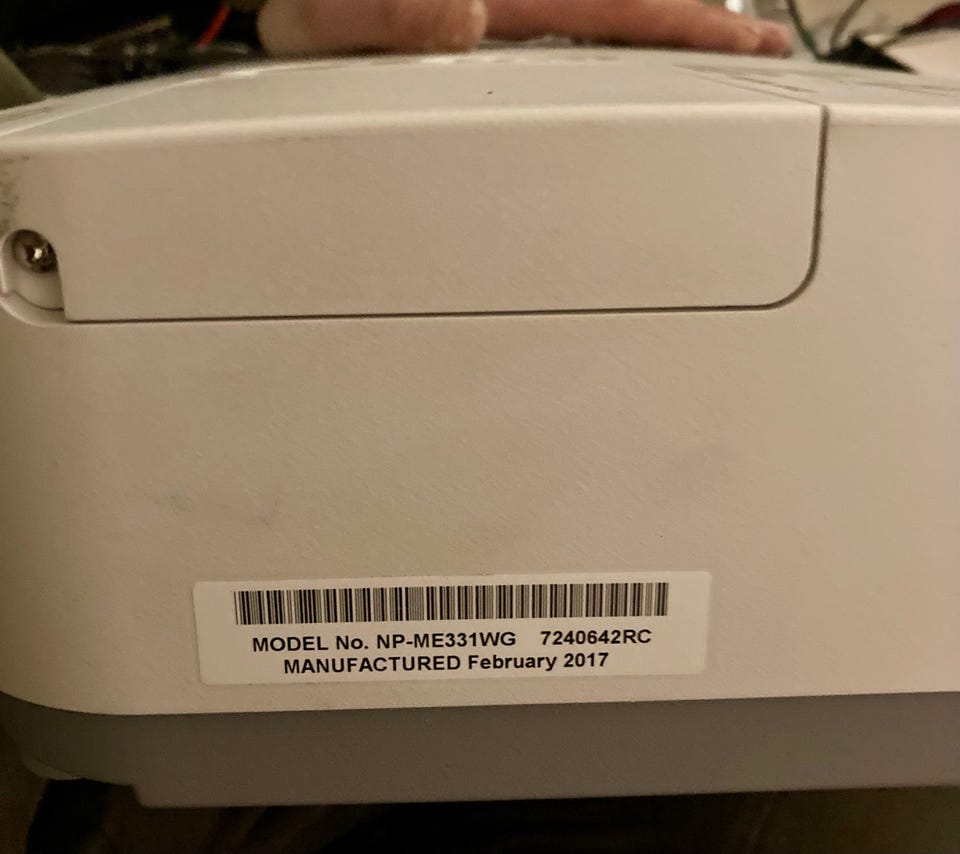 MODEL No. NP-ME331WG 7240642RC
MANUFACTURED February 2017